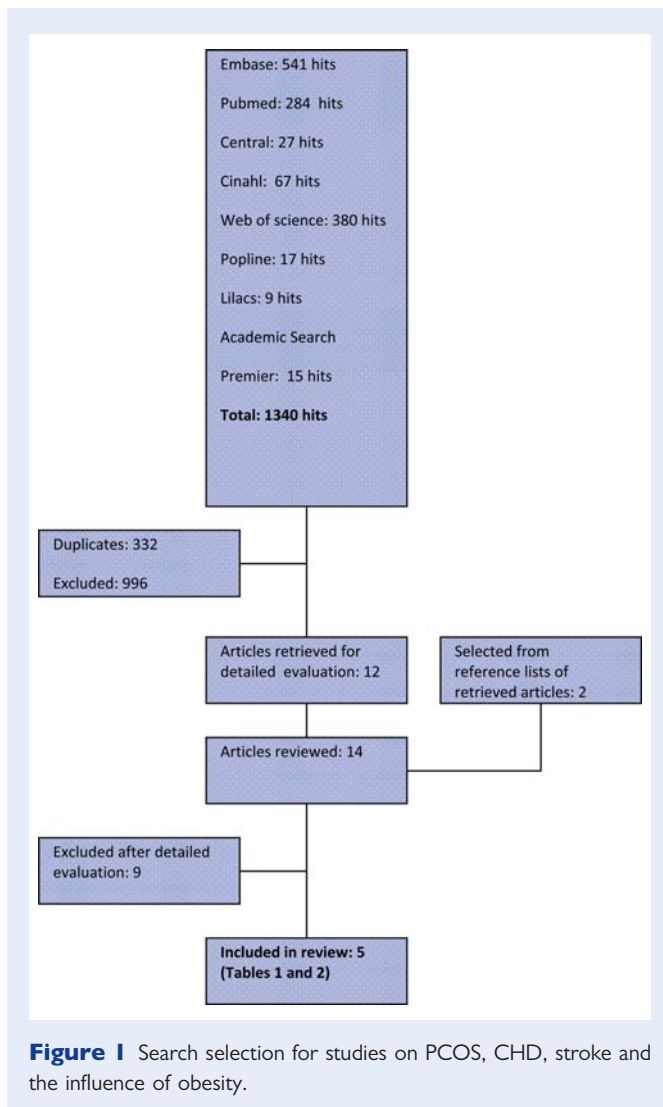 Embase: 541 hits
Pubmed: 284 hits
Central: 27 hits
Cinahl: 67 hits
Web of science: 380 hits
Popline: 17 hits
Lilacs: 9 hits
Academic Search
Premier: 15 hits
Total: 1340 hits
Duplicates: 332
Excluded: 996
Articles retrieved for
detailed evaluation: 12
Selected from
reference lists of
retrieved articles: 2
Articles reviewed: 14
Excluded after detailed
evaluation: 9
Included in review: 5
(Tables 1 and 2)
Figure 1 Search selection for studies on PCOS, CHD, stroke and
the influence of obesity.